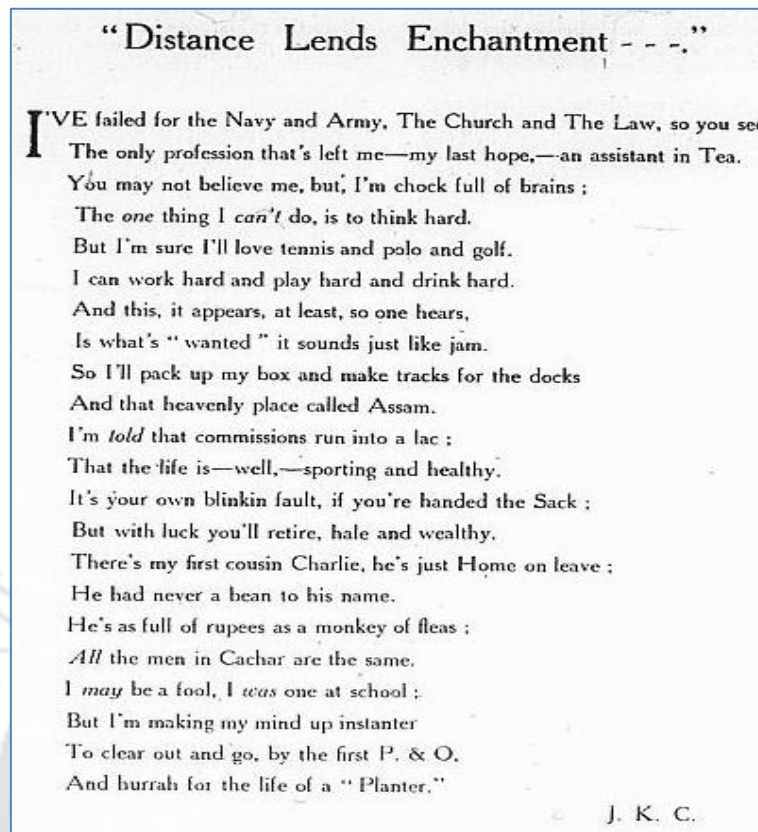 “Distance Lends Enchantment - - -.”
I'VE failed for the Navy and Army, The Church and The Law, so you see
The only profession that's left me—my last hope,—an assistant in Tea.
You may not believe me, but, I'm chock full of brains ;
The one thing I can't do, is to think hard.
But I'm sure I'll love tennis and polo and golf.
I can work hard and play hard and drink hard.
And this, it appears, at least, so one hears,
Is what's “ wanted ” it sounds just like jam.
So I'll pack up my box and make tracks for the docks
And that heavenly place called Assam.
I'm told that commissions run into a lac ;
That the life is—well,—sporting and healthy.
It's your own blinkin fault, if you're handed the Sack ;
But with luck you'll retire, hale and wealthy.
There's my first cousin Charlie, he's just Home on leave ;
He had never a bean to his name.
He's as full of rupees as a monkey of fleas ;
All the men in Cachar are the same.
I may be a fool, I was one at school ;
But I'm making my mind up instanter
To clear out and go, by the first P. & O.
And hurrah for the life of a “ Planter.”
J. K. C.